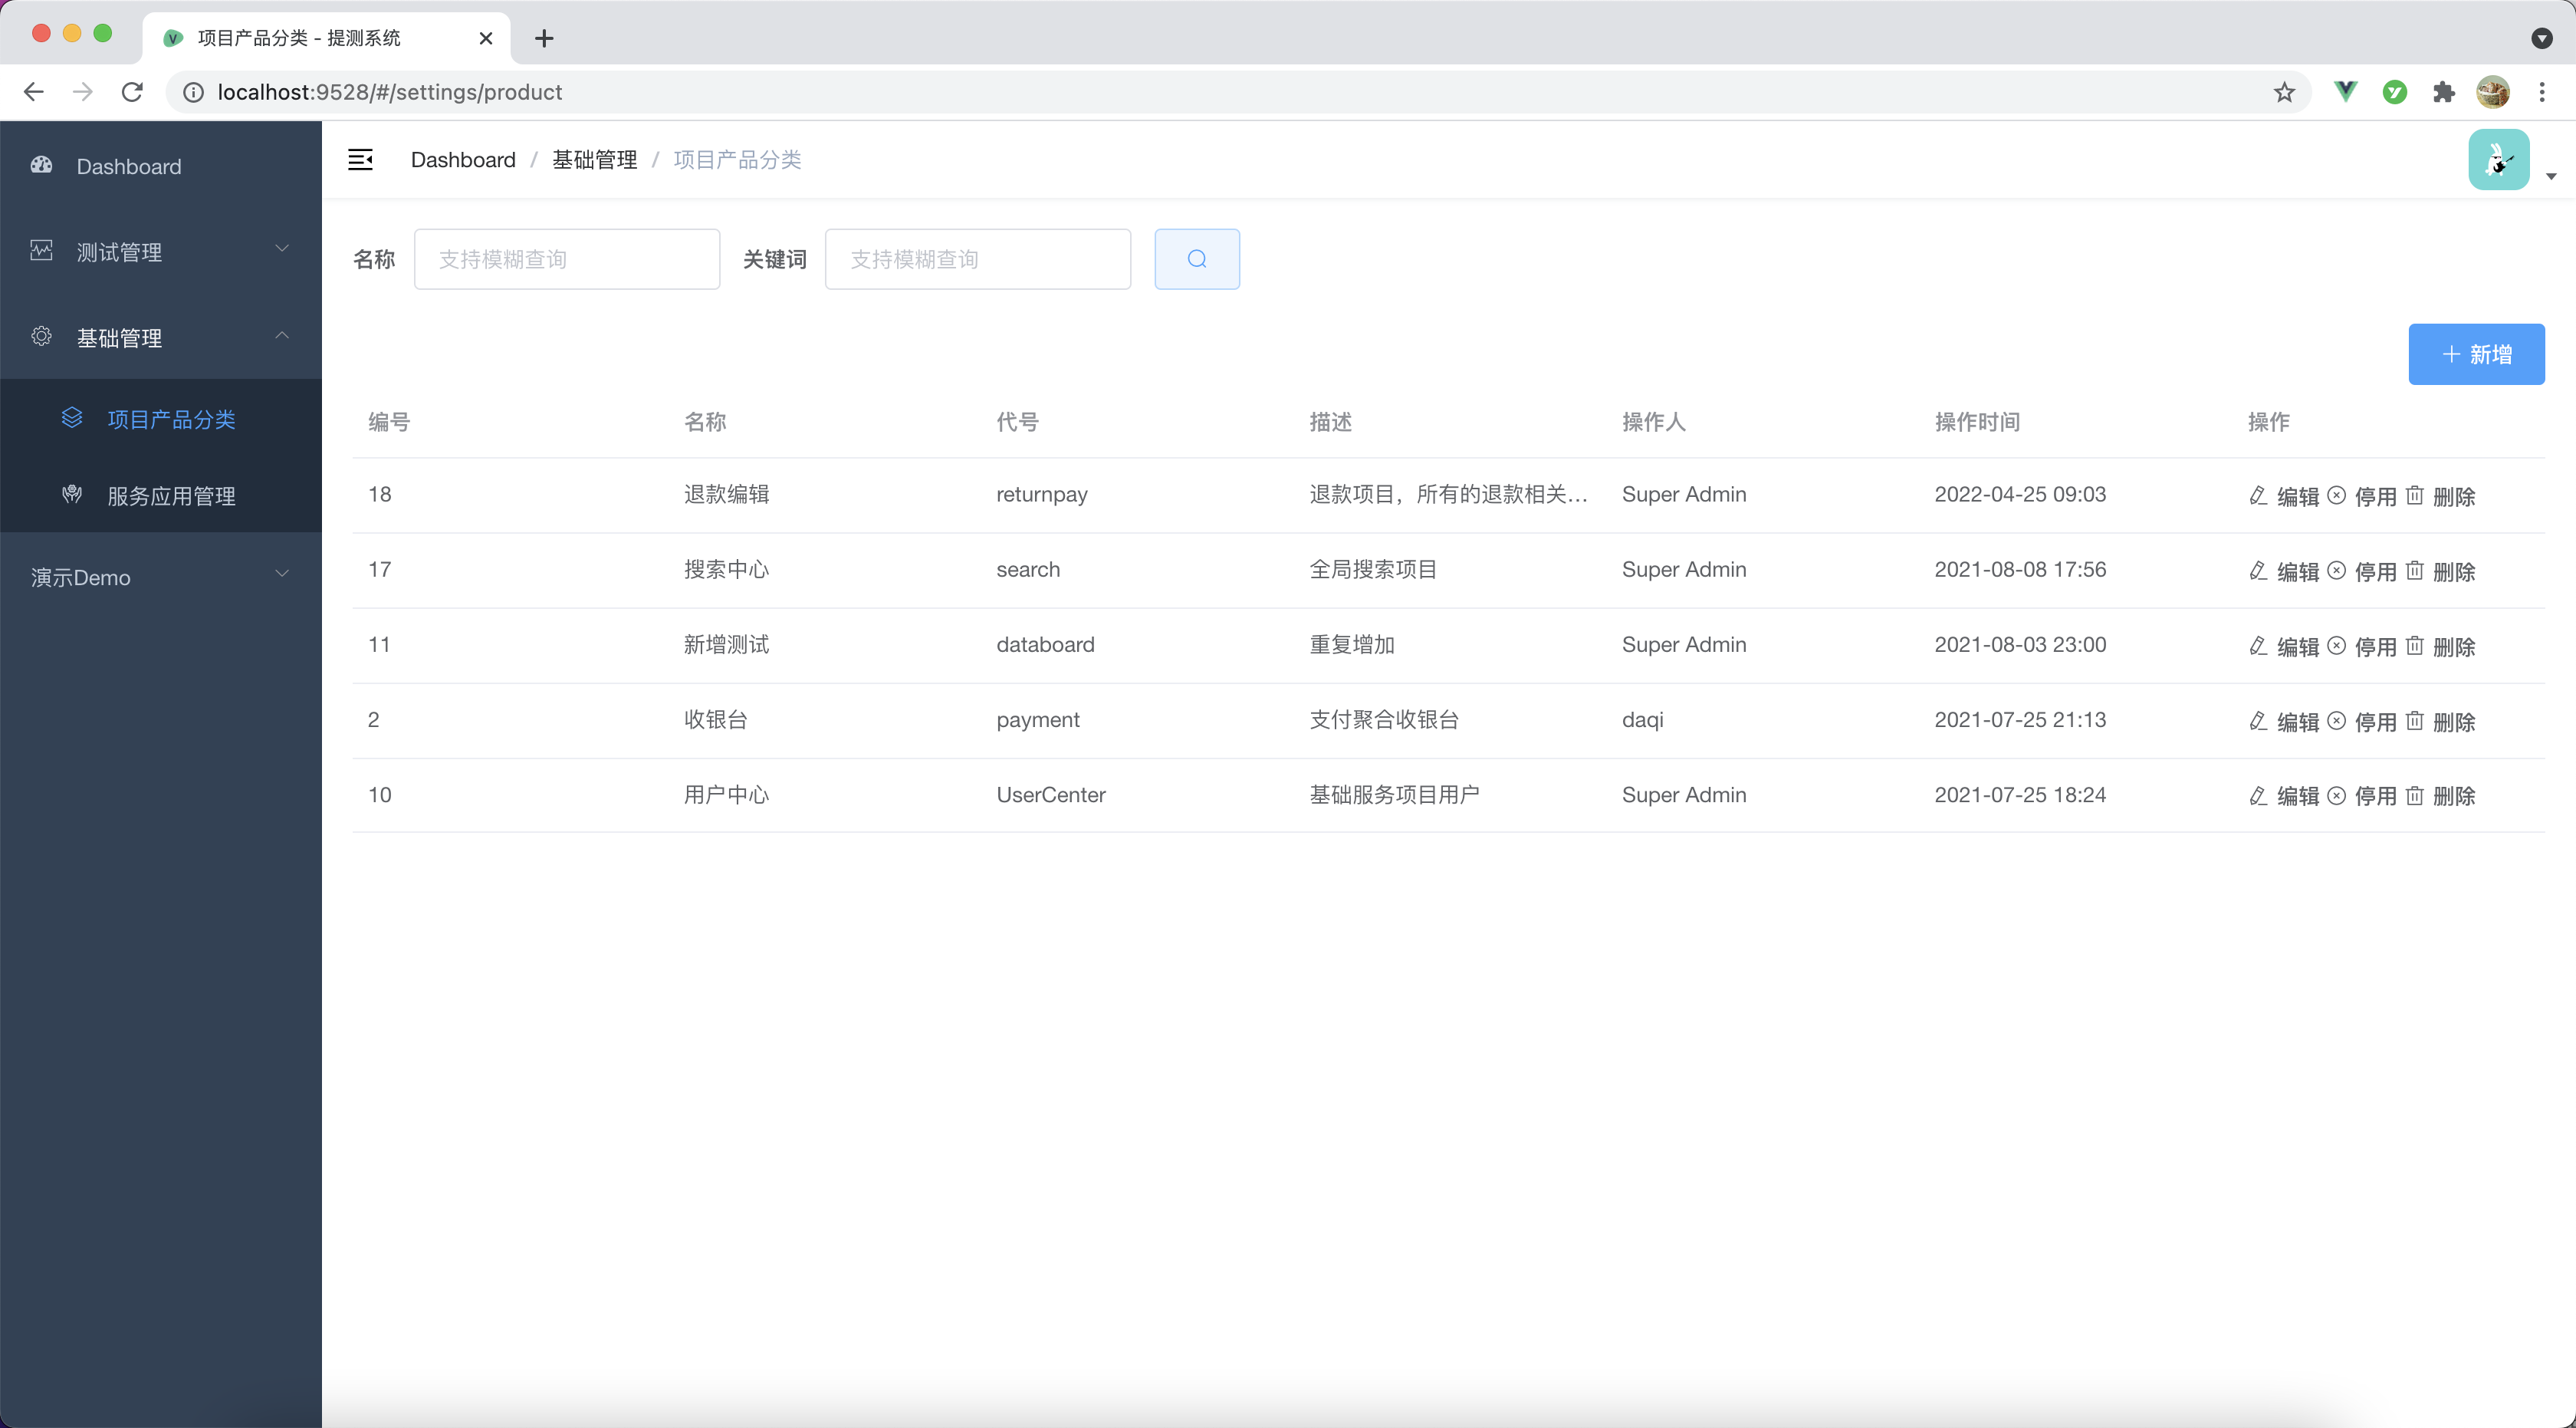 项目产品分类 - 提测系统
localhost:9528/#/settings/product
Dashboard
测试管理
基础管理
项目产品分类
服务应用管理
演示Demo
Dashboard / 基础管理 / 项目产品分类
名称 支持模糊查询 关键词 支持模糊查询
新增
编号 名称 代号 描述 操作人 操作时间 操作
18 退款编辑 returnpay 退款项目，所有的退款相关... Super Admin 2022-04-25 09:03 编辑 停用 删除
17 搜索中心 search 全局搜索项目 Super Admin 2021-08-08 17:56 编辑 停用 删除
11 新增测试 databoard 重复增加 Super Admin 2021-08-03 23:00 编辑 停用 删除
2 收银台 payment 支付聚合收银台 daqi 2021-07-25 21:13 编辑 停用 删除
10 用户中心 UserCenter 基础服务项目用户 Super Admin 2021-07-25 18:24 编辑 停用 删除